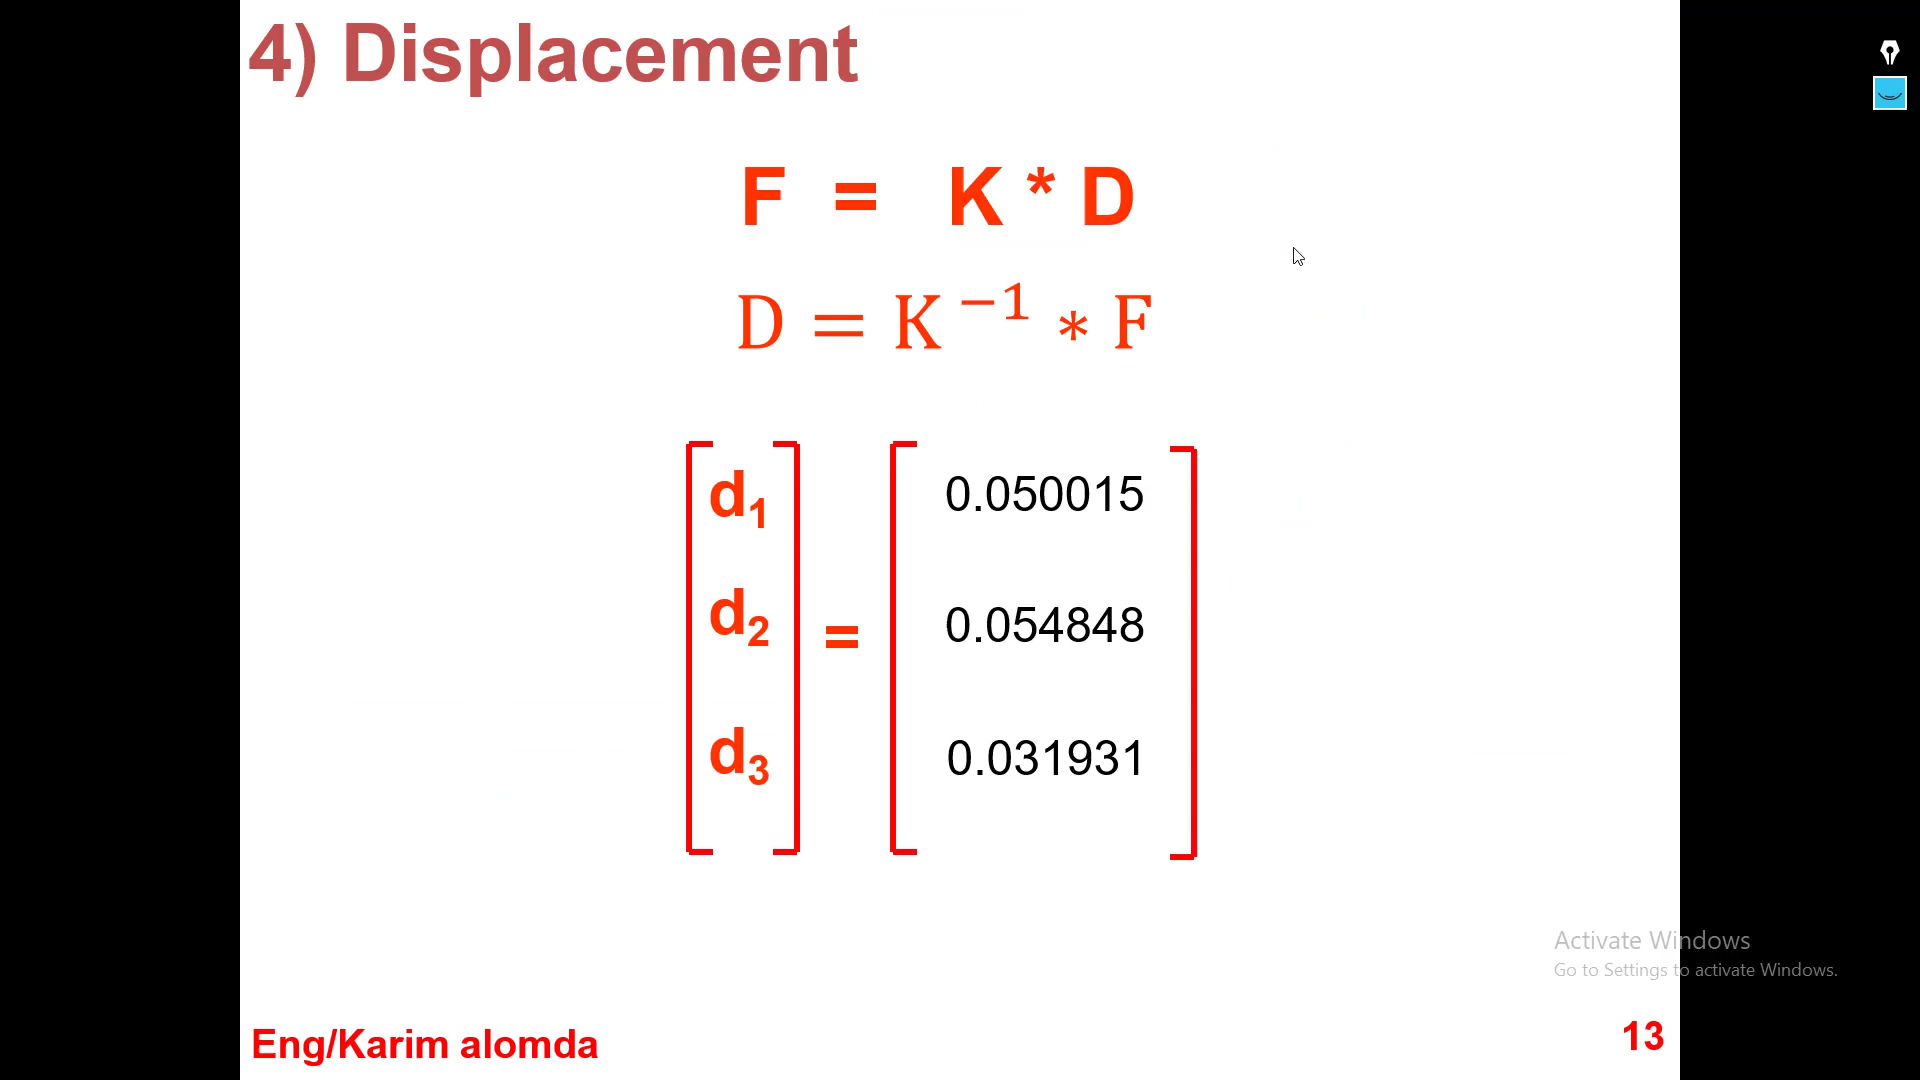 4) Displacement
F = K * D
D = K⁻¹ * F
d₁
0.050015
d₂
=
0.054848
d₃
0.031931
Activate Windows
Go to Settings to activate Windows.
Eng/Karim alomda
13